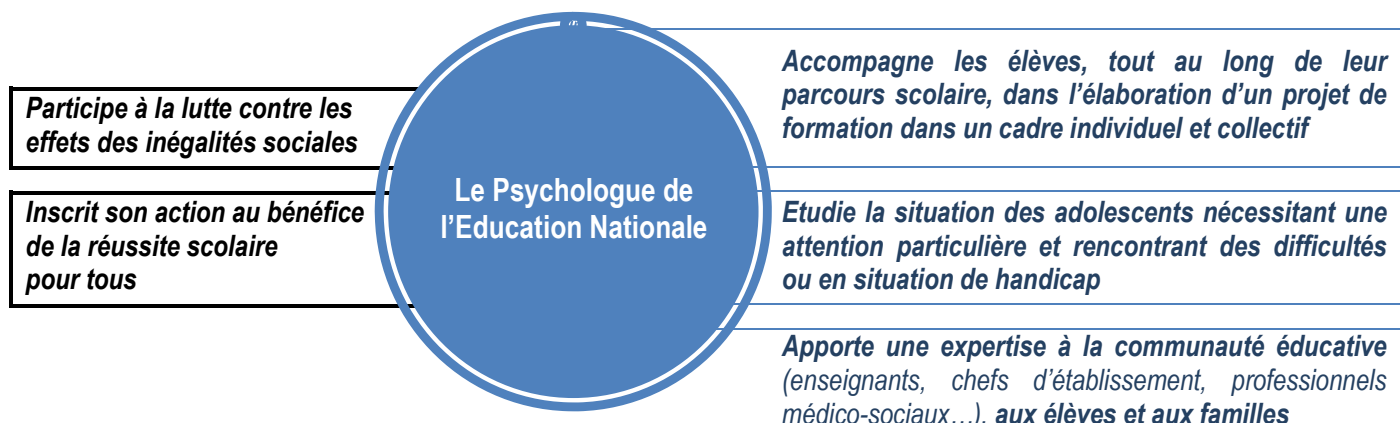 Participe à la lutte contre les
effets des inégalités sociales
Inscrit son action au bénéfice
de la réussite scolaire
pour tous
Le Psychologue de
l’Education Nationale
Accompagne les élèves, tout au long de leur
parcours scolaire, dans l’élaboration d’un projet de
formation dans un cadre individuel et collectif
Etudie la situation des adolescents nécessitant une
attention particulière et rencontrant des difficultés
ou en situation de handicap
Apporte une expertise à la communauté éducative
(enseignants, chefs d’établissement, professionnels
médico-sociaux…), aux élèves et aux familles